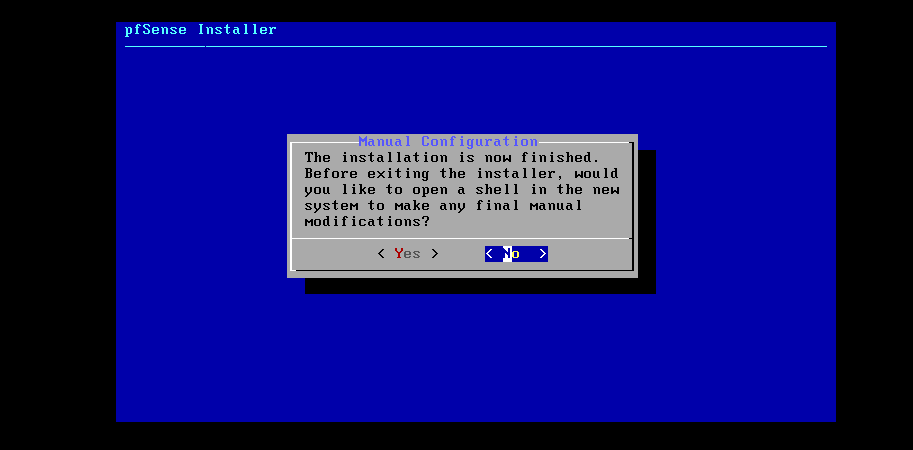 pfSense Installer
Manual Configuration
The installation is now finished.
Before exiting the installer, would
you like to open a shell in the new
system to make any final manual
modifications?
< Yes > < No >